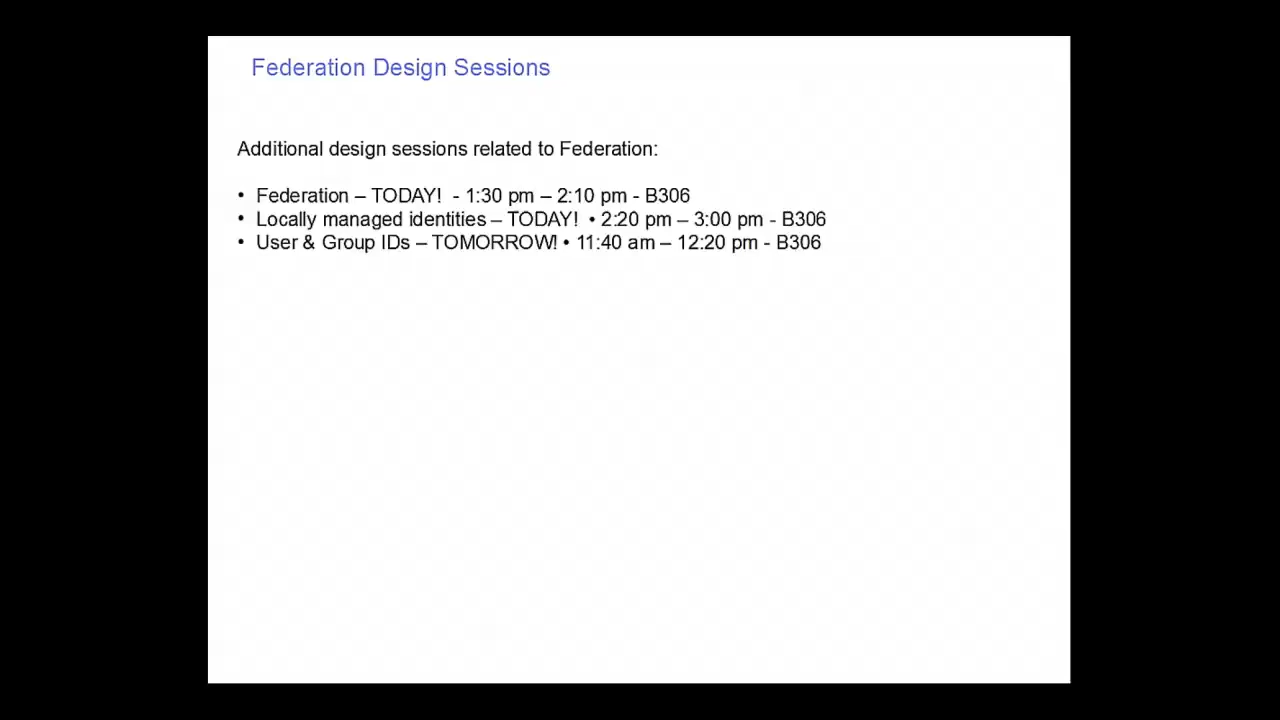 Federation Design Sessions
Additional design sessions related to Federation:
• Federation – TODAY!  - 1:30 pm – 2:10 pm - B306
• Locally managed identities – TODAY!  • 2:20 pm – 3:00 pm - B306
• User & Group IDs – TOMORROW! • 11:40 am – 12:20 pm - B306